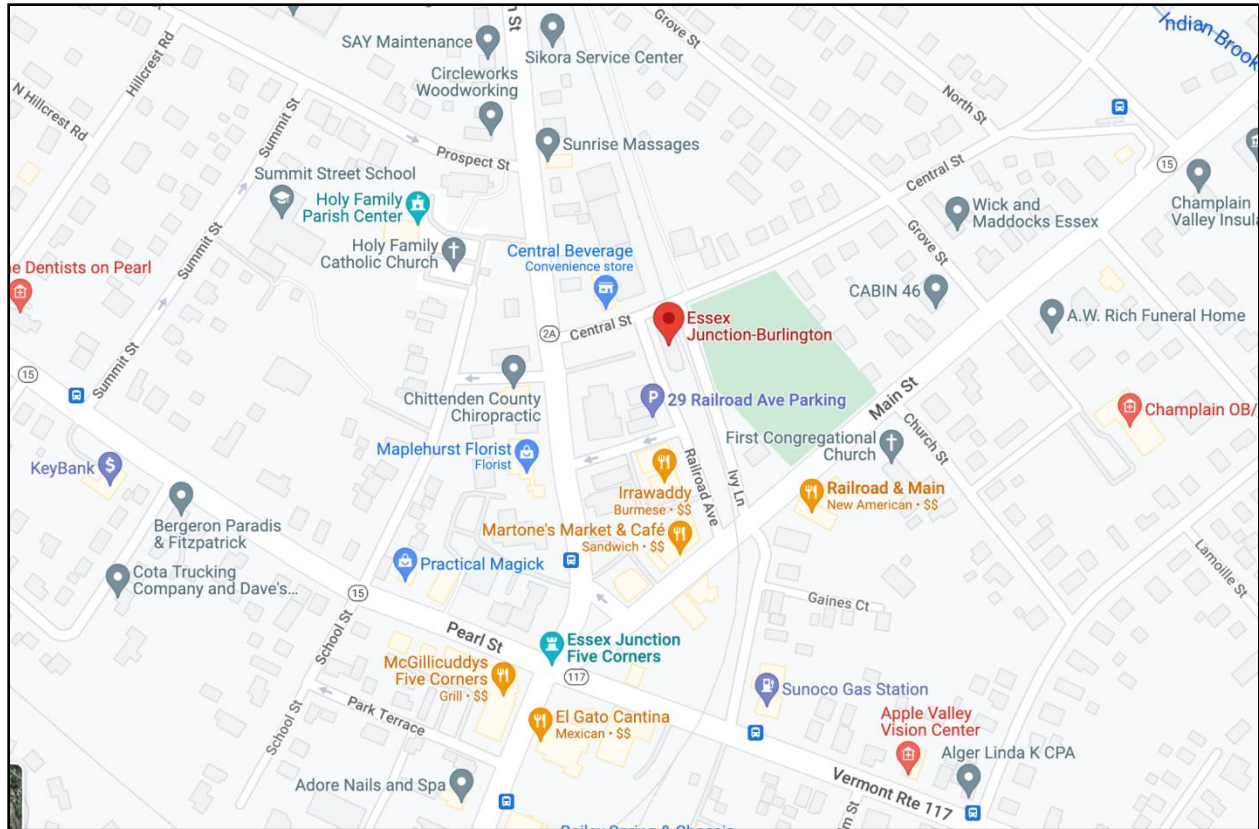 n St
Grove St
Indian Brook
Hillcrest Rd
SAY Maintenance
Sikora Service Center
Circleworks
Woodworking
N Hillcrest Rd
Summit St
North St
Sunrise Massages
Prospect St
Central St
15
Summit Street School
Champlain
Valley Insula
Holy Family
Parish Center
Wick and
Maddocks Essex
Holy Family
Catholic Church
Central Beverage
Convenience store
Grove St
e Dentists on Pearl
Summit St
CABIN 46
Essex
Junction-Burlington
A.W. Rich Funeral Home
2A
Central St
15
Summit St
Chittenden County
Chiropractic
29 Railroad Ave Parking
Main St
Champlain OB/
Church St
First Congregational
Church
Maplehurst Florist
Florist
KeyBank
Railroad Ave
Ivy Ln
Irrawaddy
Burmese • $$
Railroad & Main
New American • $$
Bergeron Paradis
& Fitzpatrick
Martone's Market & Café
Sandwich • $$
Lamoille St
Practical Magick
Cota Trucking
Company and Dave's...
15
School St
Gaines Ct
Pearl St
Essex Junction
Five Corners
McGillicuddys
Five Corners
Grill • $$
117
Sunoco Gas Station
Park Terrace
School St
El Gato Cantina
Mexican • $$
Apple Valley
Vision Center
Alger Linda K CPA
Adore Nails and Spa
Vermont Rte 117
m St